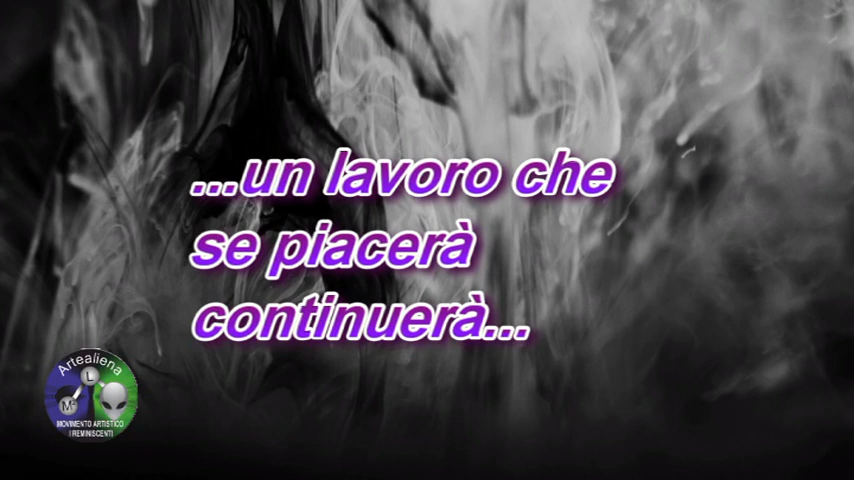 ...un lavoro che
se piacerà
continuerà...
Artealiena
L
M
MOVIMENTO ARTISTICO
I REMINISCENTI